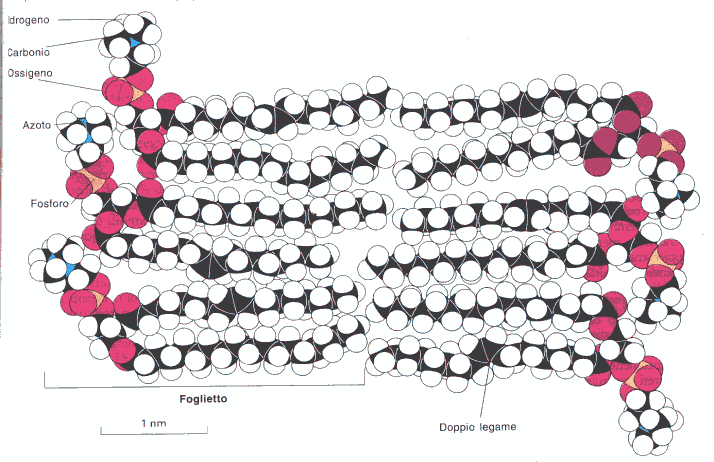 Idrogeno
Carbonio
Ossigeno
Azoto
Fosforo
Foglietto
1 nm
Doppio legame